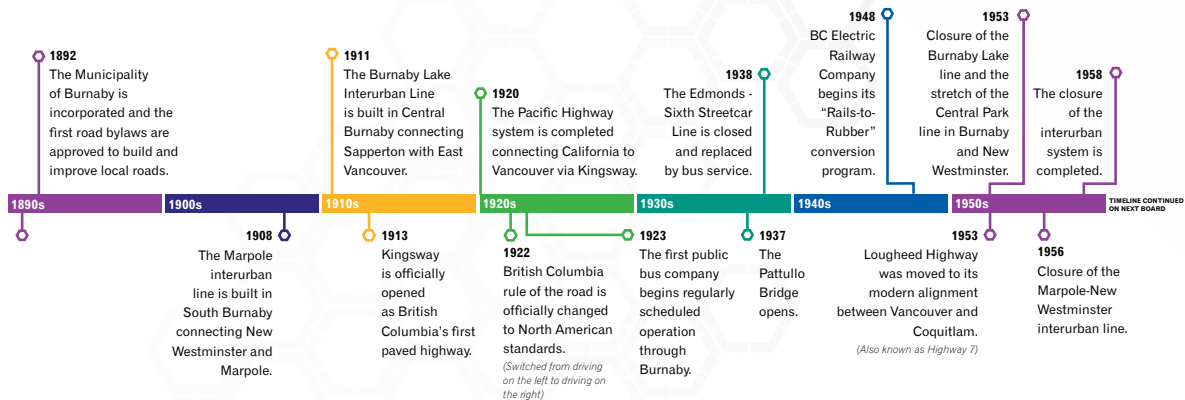 1892
The Municipality
of Burnaby is
incorporated and the
first road bylaws are
approved to build and
improve local roads.
1911
The Burnaby Lake
Interurban Line
is built in Central
Burnaby connecting
Sapperton with East
Vancouver.
1920
The Pacific Highway
system is completed
connecting California to
Vancouver via Kingsway.
1938
The Edmonds -
Sixth Streetcar
Line is closed
and replaced
by bus service.
1948
BC Electric
Railway
Company
begins its
“Rails-to-
Rubber”
conversion
program.
1953
Closure of the
Burnaby Lake
line and the
stretch of the
Central Park
line in Burnaby
and New
Westminster.
1958
The closure
of the
interurban
system is
completed.
1890s
1900s
1910s
1920s
1930s
1940s
1950s
TIMELINE CONTINUED
ON NEXT BOARD
1908
The Marpole
interurban
line is built in
South Burnaby
connecting New
Westminster and
Marpole.
1913
Kingsway
is officially
opened
as British
Columbia's first
paved highway.
1922
British Columbia
rule of the road is
officially changed
to North American
standards.
(Switched from driving
on the left to driving on
the right)
1923
The first public
bus company
begins regularly
scheduled
operation
through
Burnaby.
1937
The
Pattullo
Bridge
opens.
1953
Lougheed Highway
was moved to its
modern alignment
between Vancouver and
Coquitlam.
(Also known as Highway 7)
1956
Closure of the
Marpole-New
Westminster
interurban line.